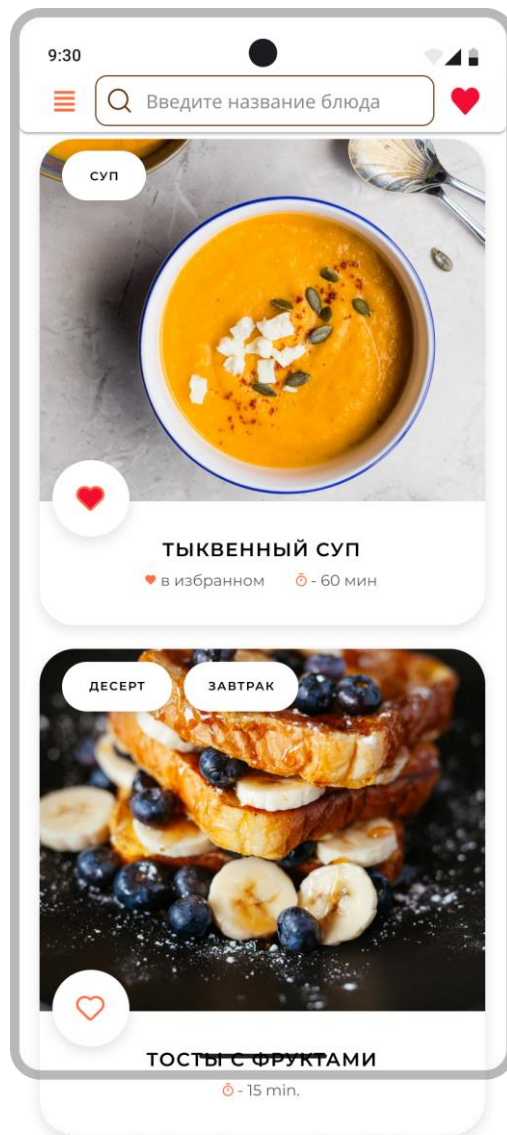 9:30
Введите название блюда
СУП
ТЫКВЕННЫЙ СУП
в избранном - 60 мин
ДЕСЕРТ ЗАВТРАК
ТОСТЫ С ФРУКТАМИ
- 15 min.